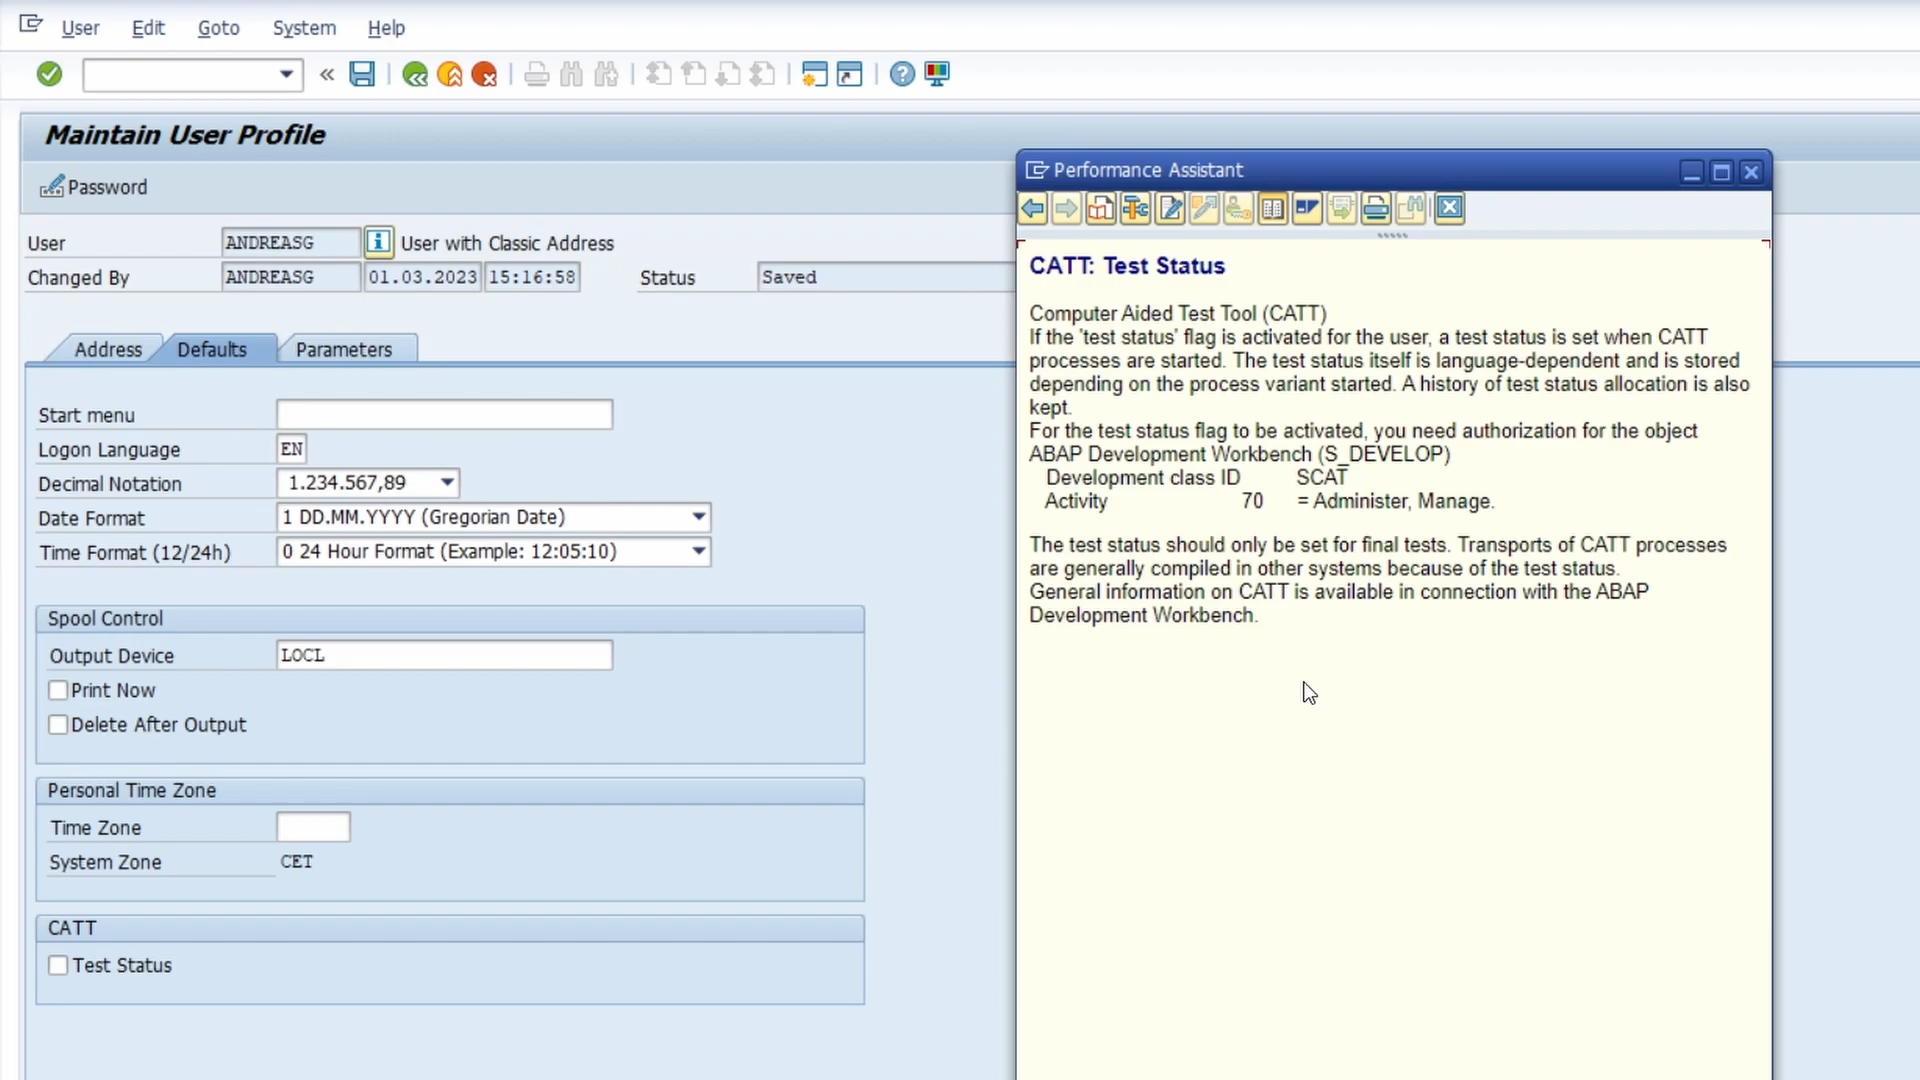 User Edit Goto System Help
Maintain User Profile
Password
User ANDREASG User with Classic Address
Changed By ANDREASG 01.03.2023 15:16:58 Status Saved
Address Defaults Parameters
Start menu
Logon Language EN
Decimal Notation 1.234.567,89
Date Format 1 DD.MM.YYYY (Gregorian Date)
Time Format (12/24h) 0 24 Hour Format (Example: 12:05:10)
Spool Control
Output Device LOCL
Print Now
Delete After Output
Personal Time Zone
Time Zone
System Zone CET
CATT
Test Status
Performance Assistant
CATT: Test Status
Computer Aided Test Tool (CATT)
If the 'test status' flag is activated for the user, a test status is set when CATT
processes are started. The test status itself is language-dependent and is stored
depending on the process variant started. A history of test status allocation is also
kept.
For the test status flag to be activated, you need authorization for the object
ABAP Development Workbench (S_DEVELOP)
Development class ID SCAT
Activity 70 = Administer, Manage.
The test status should only be set for final tests. Transports of CATT processes
are generally compiled in other systems because of the test status.
General information on CATT is available in connection with the ABAP
Development Workbench.